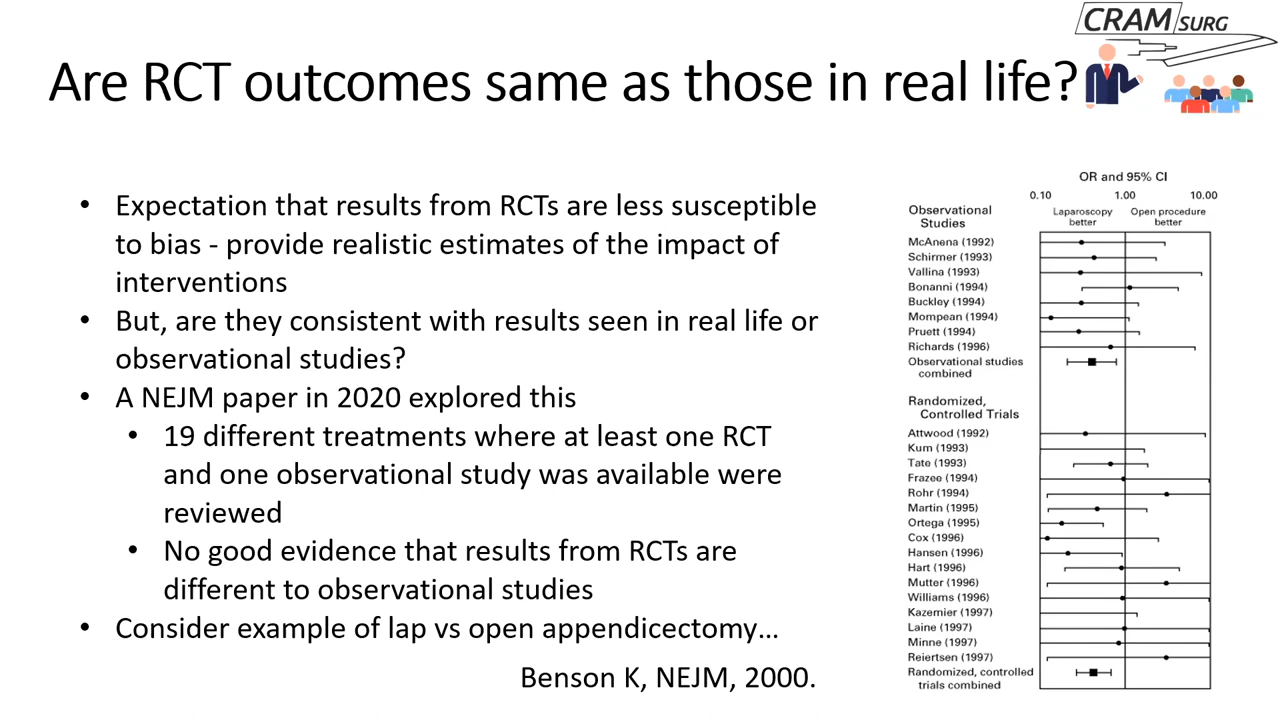 CRAM SURG
Are RCT outcomes same as those in real life?
• Expectation that results from RCTs are less susceptible
to bias - provide realistic estimates of the impact of
interventions
• But, are they consistent with results seen in real life or
observational studies?
• A NEJM paper in 2020 explored this
• 19 different treatments where at least one RCT
and one observational study was available were
reviewed
• No good evidence that results from RCTs are
different to observational studies
• Consider example of lap vs open appendicectomy…
Benson K, NEJM, 2000.
OR and 95% CI
0.10 1.00 10.00
Laparoscopy better Open procedure better
Observational
Studies
McAnena (1992)
Schirmer (1993)
Vallina (1993)
Bonanni (1994)
Buckley (1994)
Mompean (1994)
Pruett (1994)
Richards (1996)
Observational studies
combined
Randomized,
Controlled Trials
Attwood (1992)
Kum (1993)
Tate (1993)
Frazee (1994)
Rohr (1994)
Martin (1995)
Ortega (1995)
Cox (1996)
Hansen (1996)
Hart (1996)
Mutter (1996)
Williams (1996)
Kazemier (1997)
Laine (1997)
Minne (1997)
Reiertsen (1997)
Randomized, controlled
trials combined